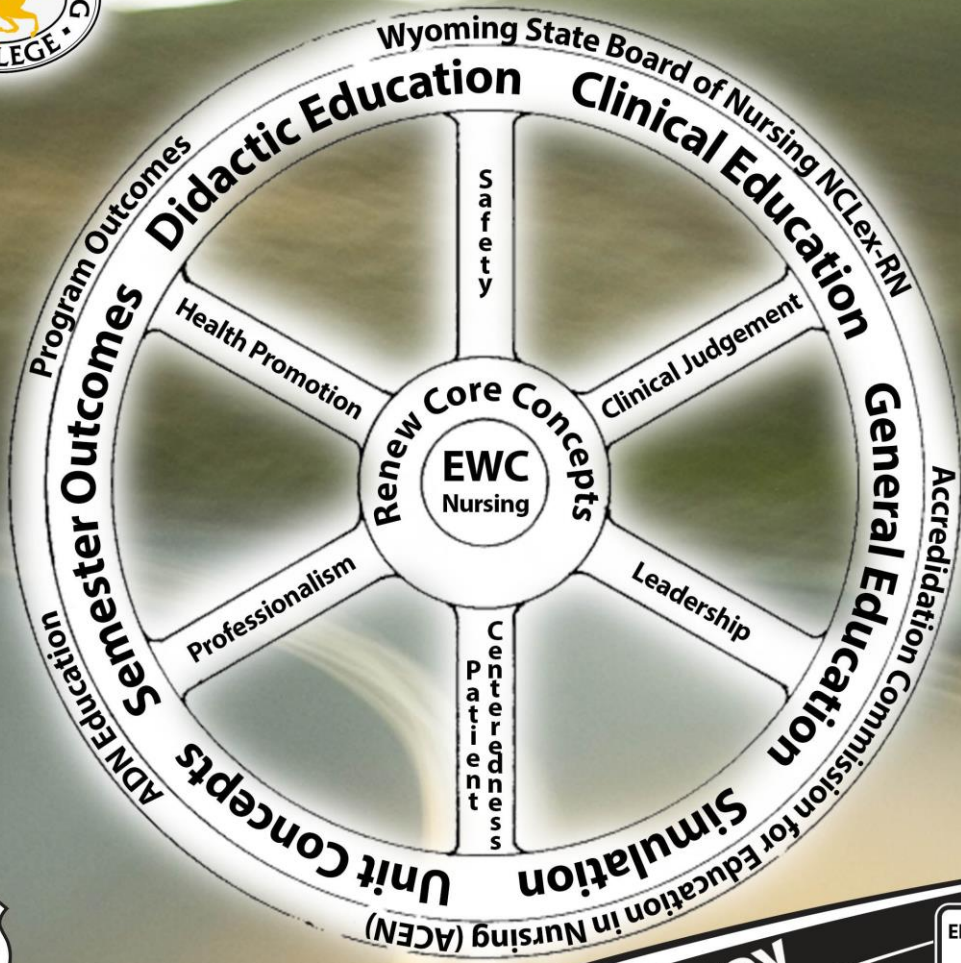 LEGE • G
Wyoming State Board of Nursing NCLex-RN
Accredidation Commission for Education in Nursing (ACEN)
ADN Education
Program Outcomes
Didactic Education
Clinical Education
General Education
Simulation
Unit Concepts
Semester Outcomes
Safety
Clinical Judgement
Leadership
Patient Centeredness
Professionalism
Health Promotion
Renew Core Concepts
EWC
Nursing